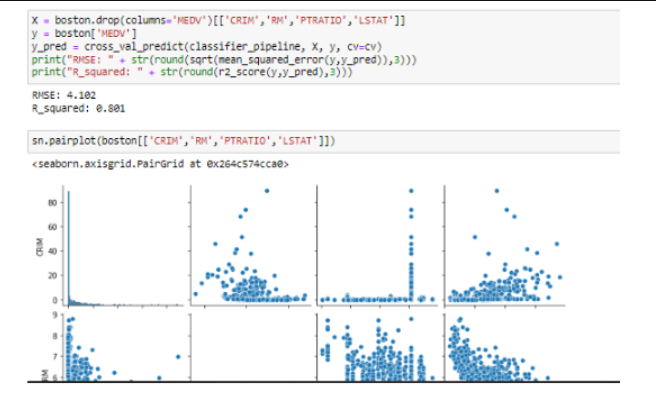 X = boston.drop(columns='MEDV')[['CRIM','RM','PTRATIO','LSTAT']]
y = boston['MEDV']
y_pred = cross_val_predict(classifier_pipeline, X, y, cv=cv)
print("RMSE: " + str(round(sqrt(mean_squared_error(y,y_pred)),3)))
print("R_squared: " + str(round(r2_score(y,y_pred),3)))
RMSE: 4.102
R_squared: 0.801
sn.pairplot(boston[['CRIM','RM','PTRATIO','LSTAT']])
<seaborn.axisgrid.PairGrid at 0x264c574cca0>
80
60
CRIM
40
20
0
9
8
7
6